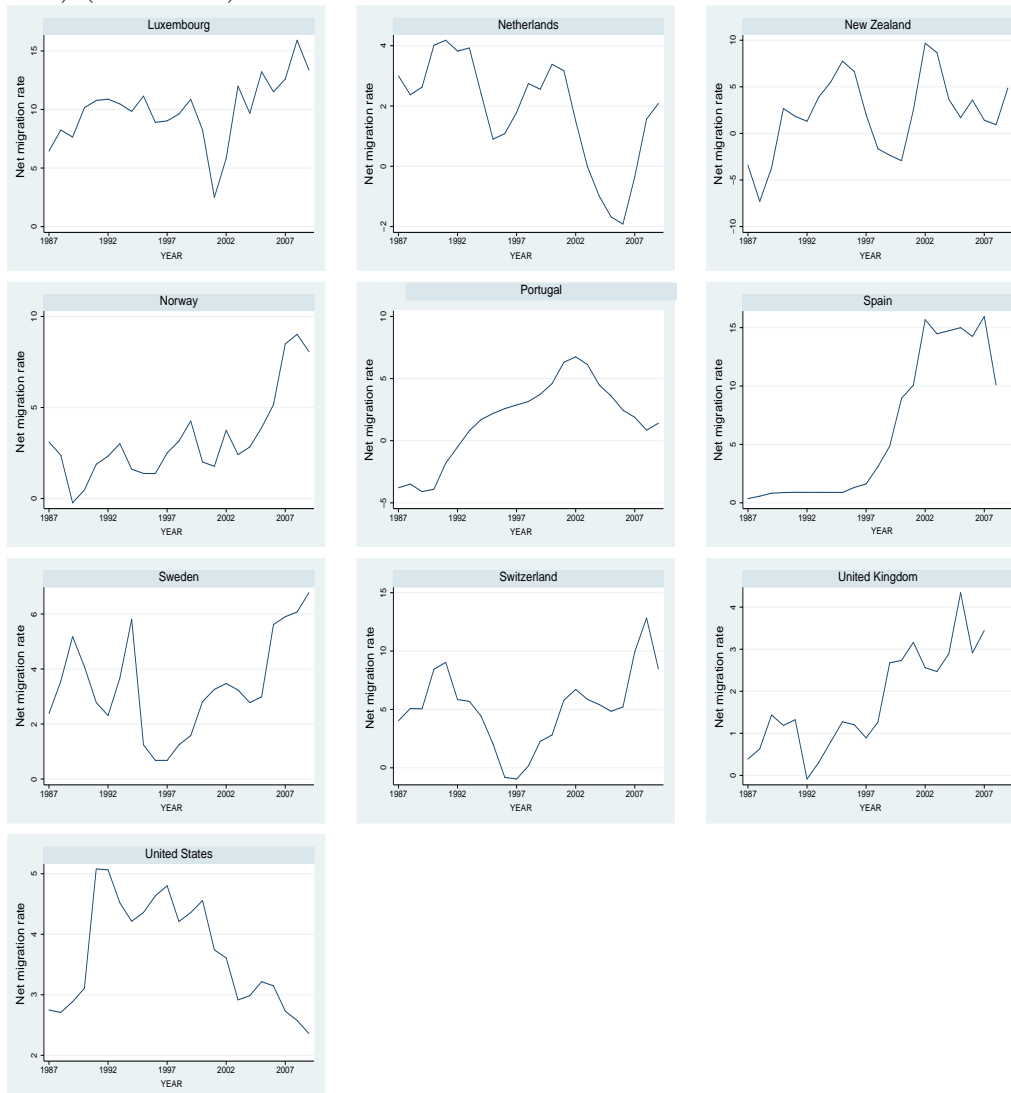 Luxembourg
Net migration rate
15
10
5
0
1987 1992 1997 2002 2007
YEAR
Netherlands
Net migration rate
4
2
0
−2
1987 1992 1997 2002 2007
YEAR
New Zealand
Net migration rate
10
5
0
−5
−10
1987 1992 1997 2002 2007
YEAR
Norway
Net migration rate
10
5
0
1987 1992 1997 2002 2007
YEAR
Portugal
Net migration rate
10
5
0
−5
1987 1992 1997 2002 2007
YEAR
Spain
Net migration rate
15
10
5
0
1987 1992 1997 2002 2007
YEAR
Sweden
Net migration rate
6
4
2
0
1987 1992 1997 2002 2007
YEAR
Switzerland
Net migration rate
15
10
5
0
1987 1992 1997 2002 2007
YEAR
United Kingdom
Net migration rate
4
3
2
1
0
1987 1992 1997 2002 2007
YEAR
United States
Net migration rate
5
4
3
2
1987 1992 1997 2002 2007
YEAR